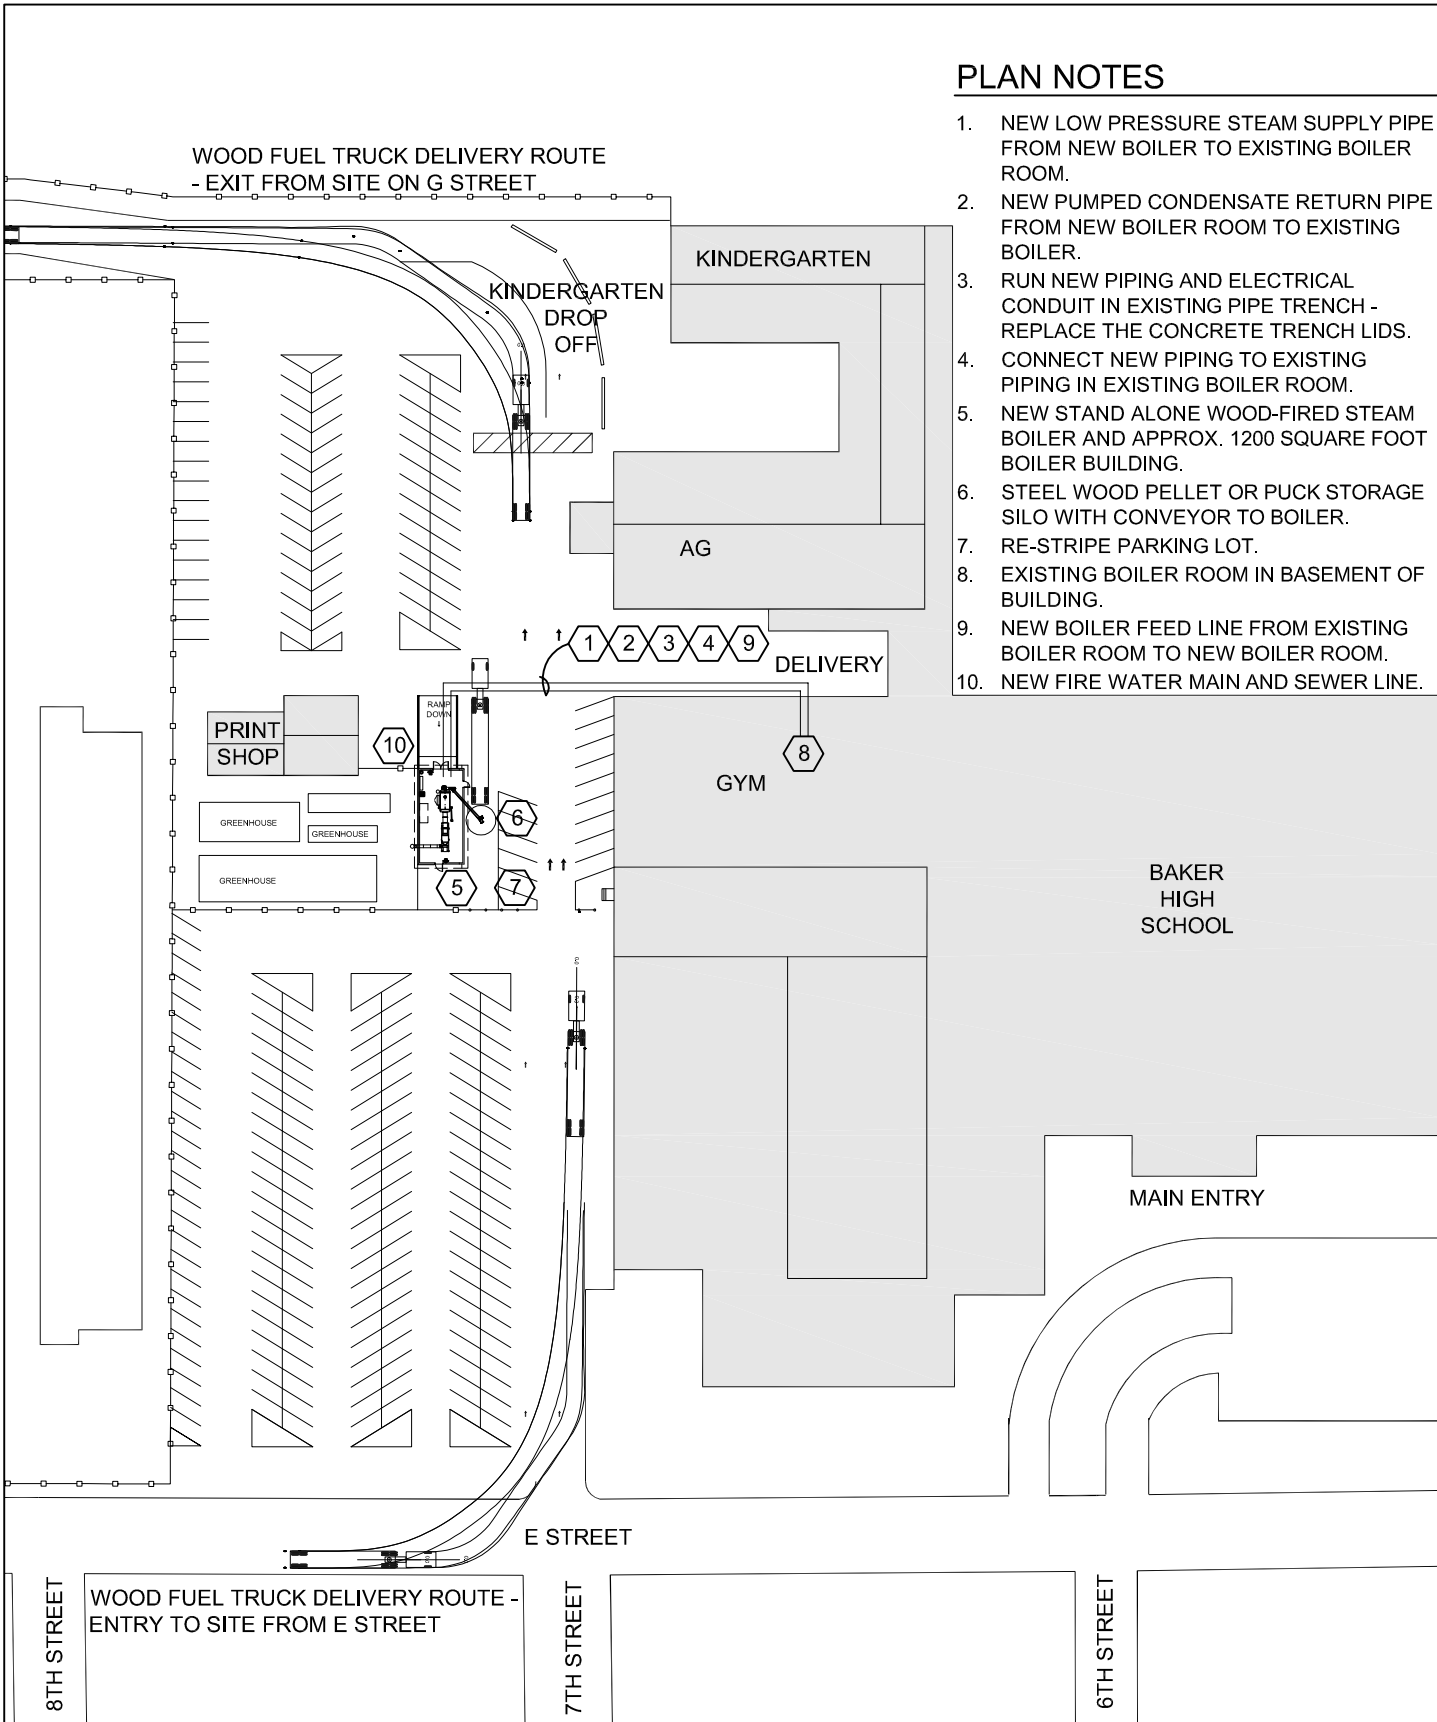 PLAN NOTES
1. NEW LOW PRESSURE STEAM SUPPLY PIPE
FROM NEW BOILER TO EXISTING BOILER
ROOM.
2. NEW PUMPED CONDENSATE RETURN PIPE
FROM NEW BOILER ROOM TO EXISTING
BOILER.
3. RUN NEW PIPING AND ELECTRICAL
CONDUIT IN EXISTING PIPE TRENCH -
REPLACE THE CONCRETE TRENCH LIDS.
4. CONNECT NEW PIPING TO EXISTING
PIPING IN EXISTING BOILER ROOM.
5. NEW STAND ALONE WOOD-FIRED STEAM
BOILER AND APPROX. 1200 SQUARE FOOT
BOILER BUILDING.
6. STEEL WOOD PELLET OR PUCK STORAGE
SILO WITH CONVEYOR TO BOILER.
7. RE-STRIPE PARKING LOT.
8. EXISTING BOILER ROOM IN BASEMENT OF
BUILDING.
9. NEW BOILER FEED LINE FROM EXISTING
BOILER ROOM TO NEW BOILER ROOM.
10. NEW FIRE WATER MAIN AND SEWER LINE.
WOOD FUEL TRUCK DELIVERY ROUTE
- EXIT FROM SITE ON G STREET
KINDERGARTEN
KINDERGARTEN
DROP
OFF
AG
1 2 3 4 9
DELIVERY
RAMP
DOWN
PRINT
SHOP
10
8
GYM
6
GREENHOUSE
GREENHOUSE
GREENHOUSE
5
7
BAKER
HIGH
SCHOOL
MAIN ENTRY
E STREET
WOOD FUEL TRUCK DELIVERY ROUTE -
ENTRY TO SITE FROM E STREET
8TH STREET
7TH STREET
6TH STREET